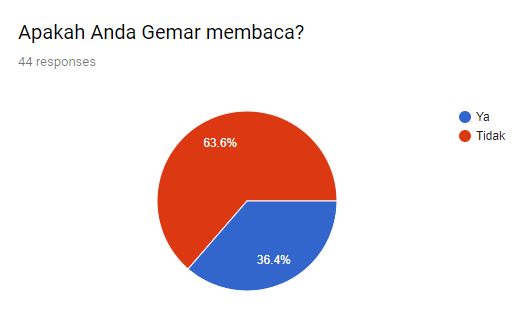 Apakah Anda Gemar membaca?
44 responses
Ya
Tidak
63.6%
36.4%